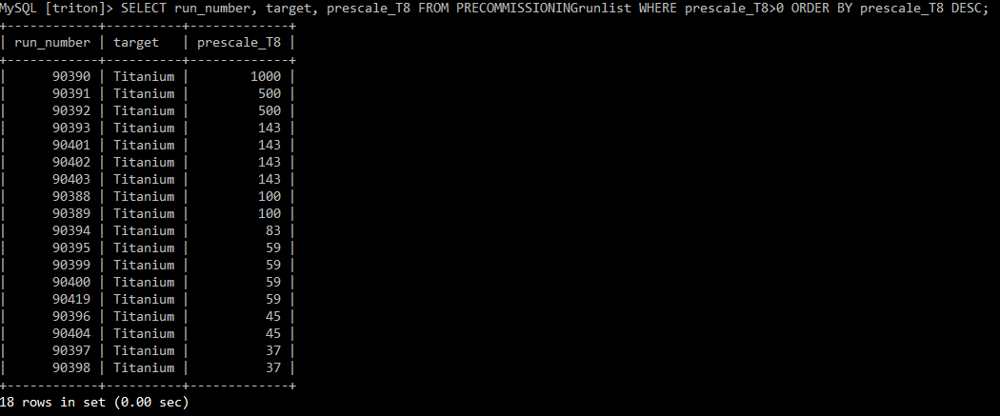 MySQL [triton]> SELECT run_number, target, prescale_T8 FROM PRECOMMISSIONINGrunlist WHERE prescale_T8>0 ORDER BY prescale_T8 DESC;
+------------+----------+-------------+
| run_number | target   | prescale_T8 |
+------------+----------+-------------+
|      90390 | Titanium |        1000 |
|      90391 | Titanium |         500 |
|      90392 | Titanium |         500 |
|      90393 | Titanium |         143 |
|      90401 | Titanium |         143 |
|      90402 | Titanium |         143 |
|      90403 | Titanium |         143 |
|      90388 | Titanium |         100 |
|      90389 | Titanium |         100 |
|      90394 | Titanium |          83 |
|      90395 | Titanium |          59 |
|      90399 | Titanium |          59 |
|      90400 | Titanium |          59 |
|      90419 | Titanium |          59 |
|      90396 | Titanium |          45 |
|      90404 | Titanium |          45 |
|      90397 | Titanium |          37 |
|      90398 | Titanium |          37 |
+------------+----------+-------------+
18 rows in set (0.00 sec)